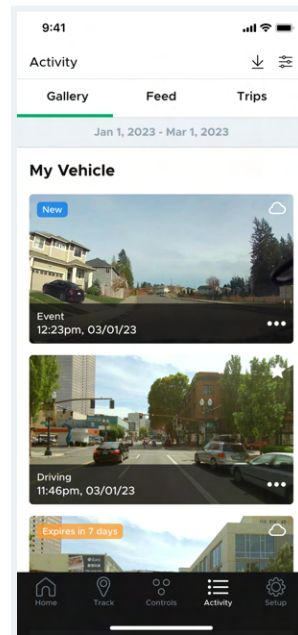 9:41
Activity
Gallery Feed Trips
Jan 1, 2023 - Mar 1, 2023
My Vehicle
New
Event
12:23pm, 03/01/23
Driving
11:46pm, 03/01/23
Expires in 7 days
Home Track Controls Activity Setup